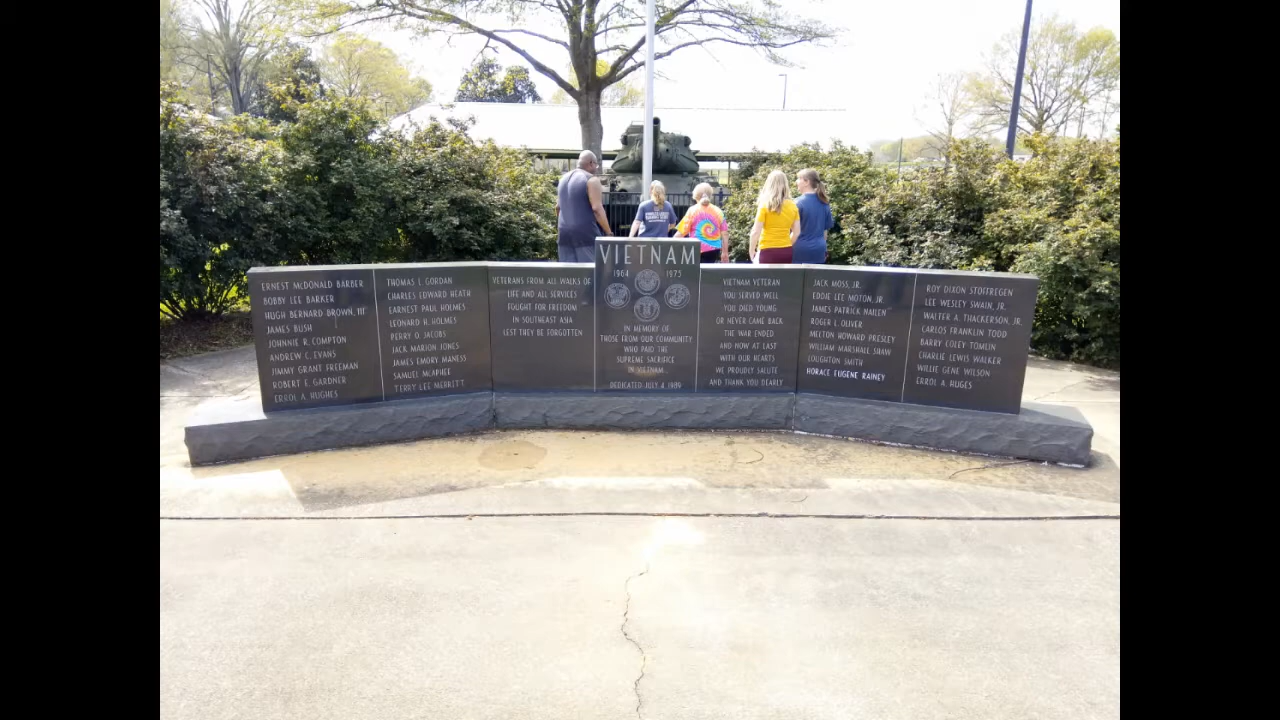 ERNEST MCDONALD BARBER
BOBBY LEE BARKER
HUGH BERNARD BROWN, III
JAMES BUSH
JOHNNIE R. COMPTON
ANDREW C. EVANS
JIMMY GRANT FREEMAN
ROBERT E. GARDNER
ERROL A. HUGHES
THOMAS I. GORDAN
CHARLES EDWARD HEATH
EARNEST PAUL HOLMES
LEONARD H. HOLMES
PERRY O. JACOBS
JACK MARION JONES
JAMES EMORY MANESS
SAMUEL MCAPHEE
TERRY LEE MERRITT
VETERANS FROM ALL WALKS OF
LIFE AND ALL SERVICES
FOUGHT FOR FREEDOM
IN SOUTHEAST ASIA
LEST THEY BE FORGOTTEN
VIETNAM
1964 1975
IN MEMORY OF
THOSE FROM OUR COMMUNITY
WHO PAID THE
SUPREME SACRIFICE
IN VIETNAM
DEDICATED JULY 4, 1989
VIETNAM VETERAN
YOU SERVED WELL
YOU DIED YOUNG
OR NEVER CAME BACK
THE WAR ENDED
AND NOW AT LAST
WITH OUR HEARTS
WE PROUDLY SALUTE
AND THANK YOU DEARLY
JACK MOSS, JR.
EDDIE LEE MOTON, JR.
JAMES PATRICK NAILEN
ROGER L. OLIVER
MELTON HOWARD PRESLEY
WILLIAM MARSHALL SHAW
LOUGHTON SMITH
HORACE EUGENE RAINEY
ROY DIXON STOFTREGEN
LEE WESLEY SWAIN, JR.
WALTER A. THACKERSON, JR.
CARLOS FRANKLIN TODD
BARRY COLEY TOMLIN
CHARLIE LEWIS WALKER
WILLIE GENE WILSON
ERROL A. HUGES